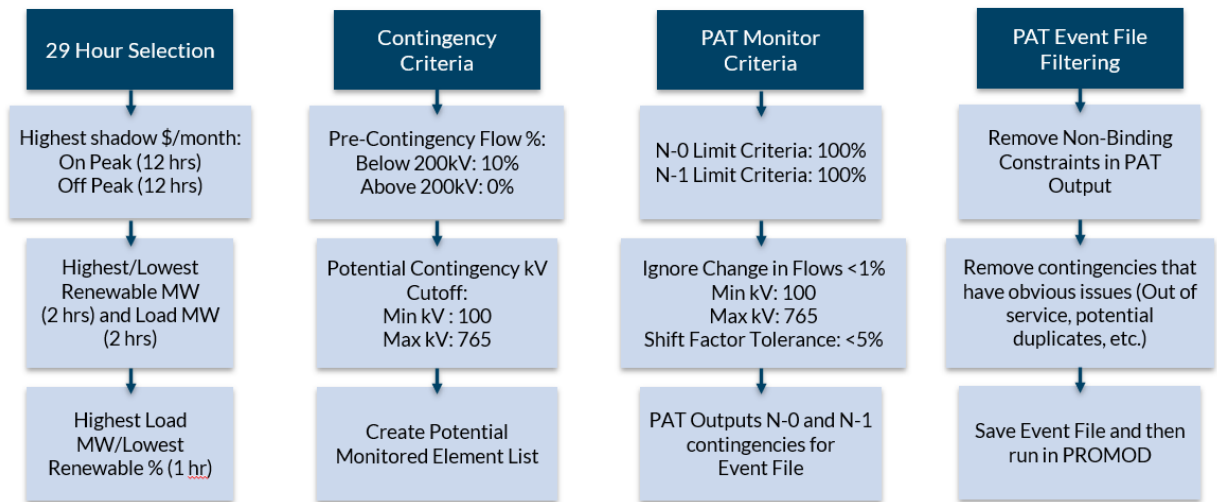 29 Hour Selection
Highest shadow $/month:
On Peak (12 hrs)
Off Peak (12 hrs)
Highest/Lowest
Renewable MW
(2 hrs) and Load MW
(2 hrs)
Highest Load
MW/Lowest
Renewable % (1 hr)
Contingency
Criteria
Pre-Contingency Flow %:
Below 200kV: 10%
Above 200kV: 0%
Potential Contingency kV
Cutoff:
Min kV : 100
Max kV: 765
Create Potential
Monitored Element List
PAT Monitor
Criteria
N-0 Limit Criteria: 100%
N-1 Limit Criteria: 100%
Ignore Change in Flows <1%
Min kV: 100
Max kV: 765
Shift Factor Tolerance: <5%
PAT Outputs N-0 and N-1
contingencies for
Event File
PAT Event File
Filtering
Remove Non-Binding
Constraints in PAT
Output
Remove contingencies that
have obvious issues (Out of
service, potential
duplicates, etc.)
Save Event File and then
run in PROMOD